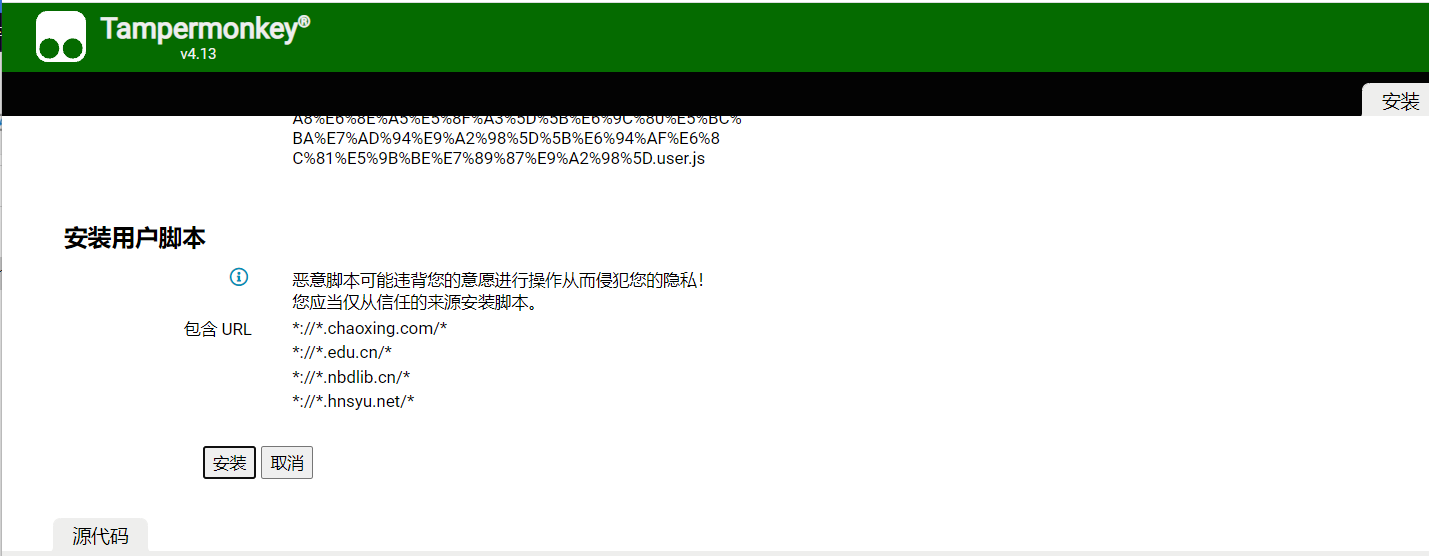 Tampermonkey®
v4.13
安装
A8%E6%8E%A5%E5%8F%A3%5D%5B%E6%9C%80%E5%BC%
BA%E7%AD%94%E9%A2%98%5D%5B%E6%94%AF%E6%8
C%81%E5%9B%BE%E7%89%87%E9%A2%98%5D.user.js
安装用户脚本
恶意脚本可能违背您的意愿进行操作从而侵犯您的隐私！
您应当仅从信任的来源安装脚本。
包含 URL *://*.chaoxing.com/*
*://*.edu.cn/*
*://*.nbdlib.cn/*
*://*.hnsyu.net/*
安装 取消
源代码